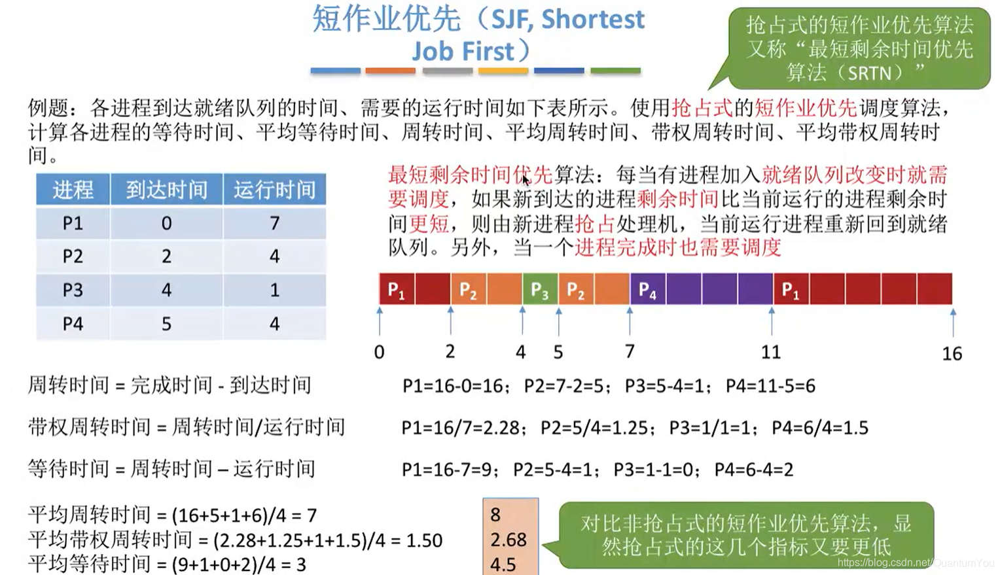 短作业优先（SJF, Shortest
Job First）
抢占式的短作业优先算法
又称“最短剩余时间优先
算法（SRTN）”
例题：各进程到达就绪队列的时间、需要的运行时间如下表所示。使用抢占式的短作业优先调度算法，
计算各进程的等待时间、平均等待时间、周转时间、平均周转时间、带权周转时间、平均带权周转时
间。
进程 到达时间 运行时间
P1 0 7
P2 2 4
P3 4 1
P4 5 4
最短剩余时间优先算法：每当有进程加入就绪队列改变时就需
要调度，如果新到达的进程剩余时间比当前运行的进程剩余时
间更短，则由新进程抢占处理机，当前运行进程重新回到就绪
队列。另外，当一个进程完成时也需要调度
P1 P2 P3 P2 P4 P1
0 2 4 5 7 11 16
周转时间 = 完成时间 - 到达时间 P1=16-0=16；P2=7-2=5；P3=5-4=1；P4=11-5=6
带权周转时间 = 周转时间/运行时间 P1=16/7=2.28；P2=5/4=1.25；P3=1/1=1；P4=6/4=1.5
等待时间 = 周转时间 – 运行时间 P1=16-7=9；P2=5-4=1；P3=1-1=0；P4=6-4=2
平均周转时间 = (16+5+1+6)/4 = 7
平均带权周转时间 = (2.28+1.25+1+1.5)/4 = 1.50
平均等待时间 = (9+1+0+2)/4 = 3
8
2.68
4.5
对比非抢占式的短作业优先算法，显
然抢占式的这几个指标又要更低
https://blog.csdn.net/QuantumYou